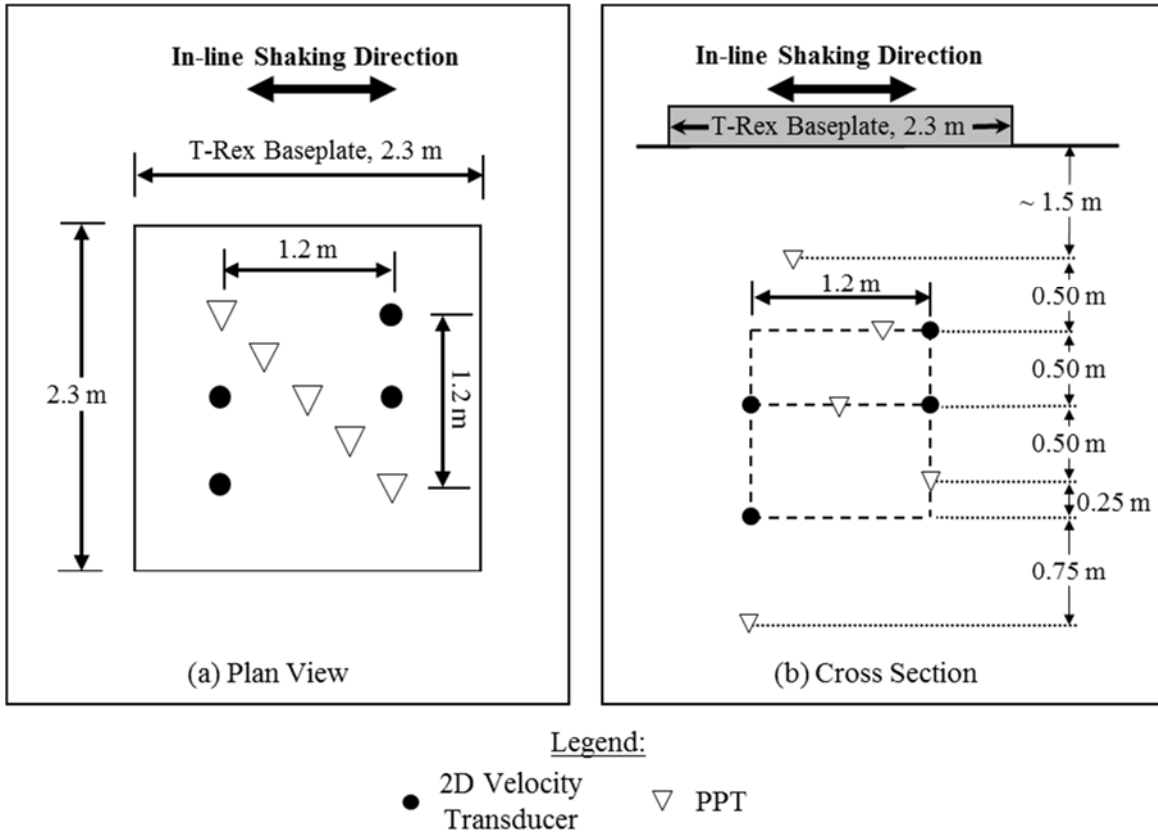 In-line Shaking Direction
T-Rex Baseplate, 2.3 m
1.2 m
2.3 m
1.2 m
(a) Plan View
In-line Shaking Direction
T-Rex Baseplate, 2.3 m
~ 1.5 m
1.2 m
0.50 m
0.50 m
0.50 m
0.25 m
0.75 m
(b) Cross Section
Legend:
2D Velocity
Transducer
PPT